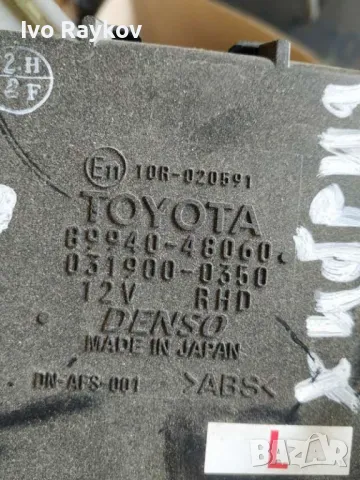 Ivo Raykov
2H
2F
E11 10R-020591
TOYOTA
89940-48060
031900-0350
12V RHD
DENSO
MADE IN JAPAN
DN-AFS-001 >ABS<
L
BAZAR